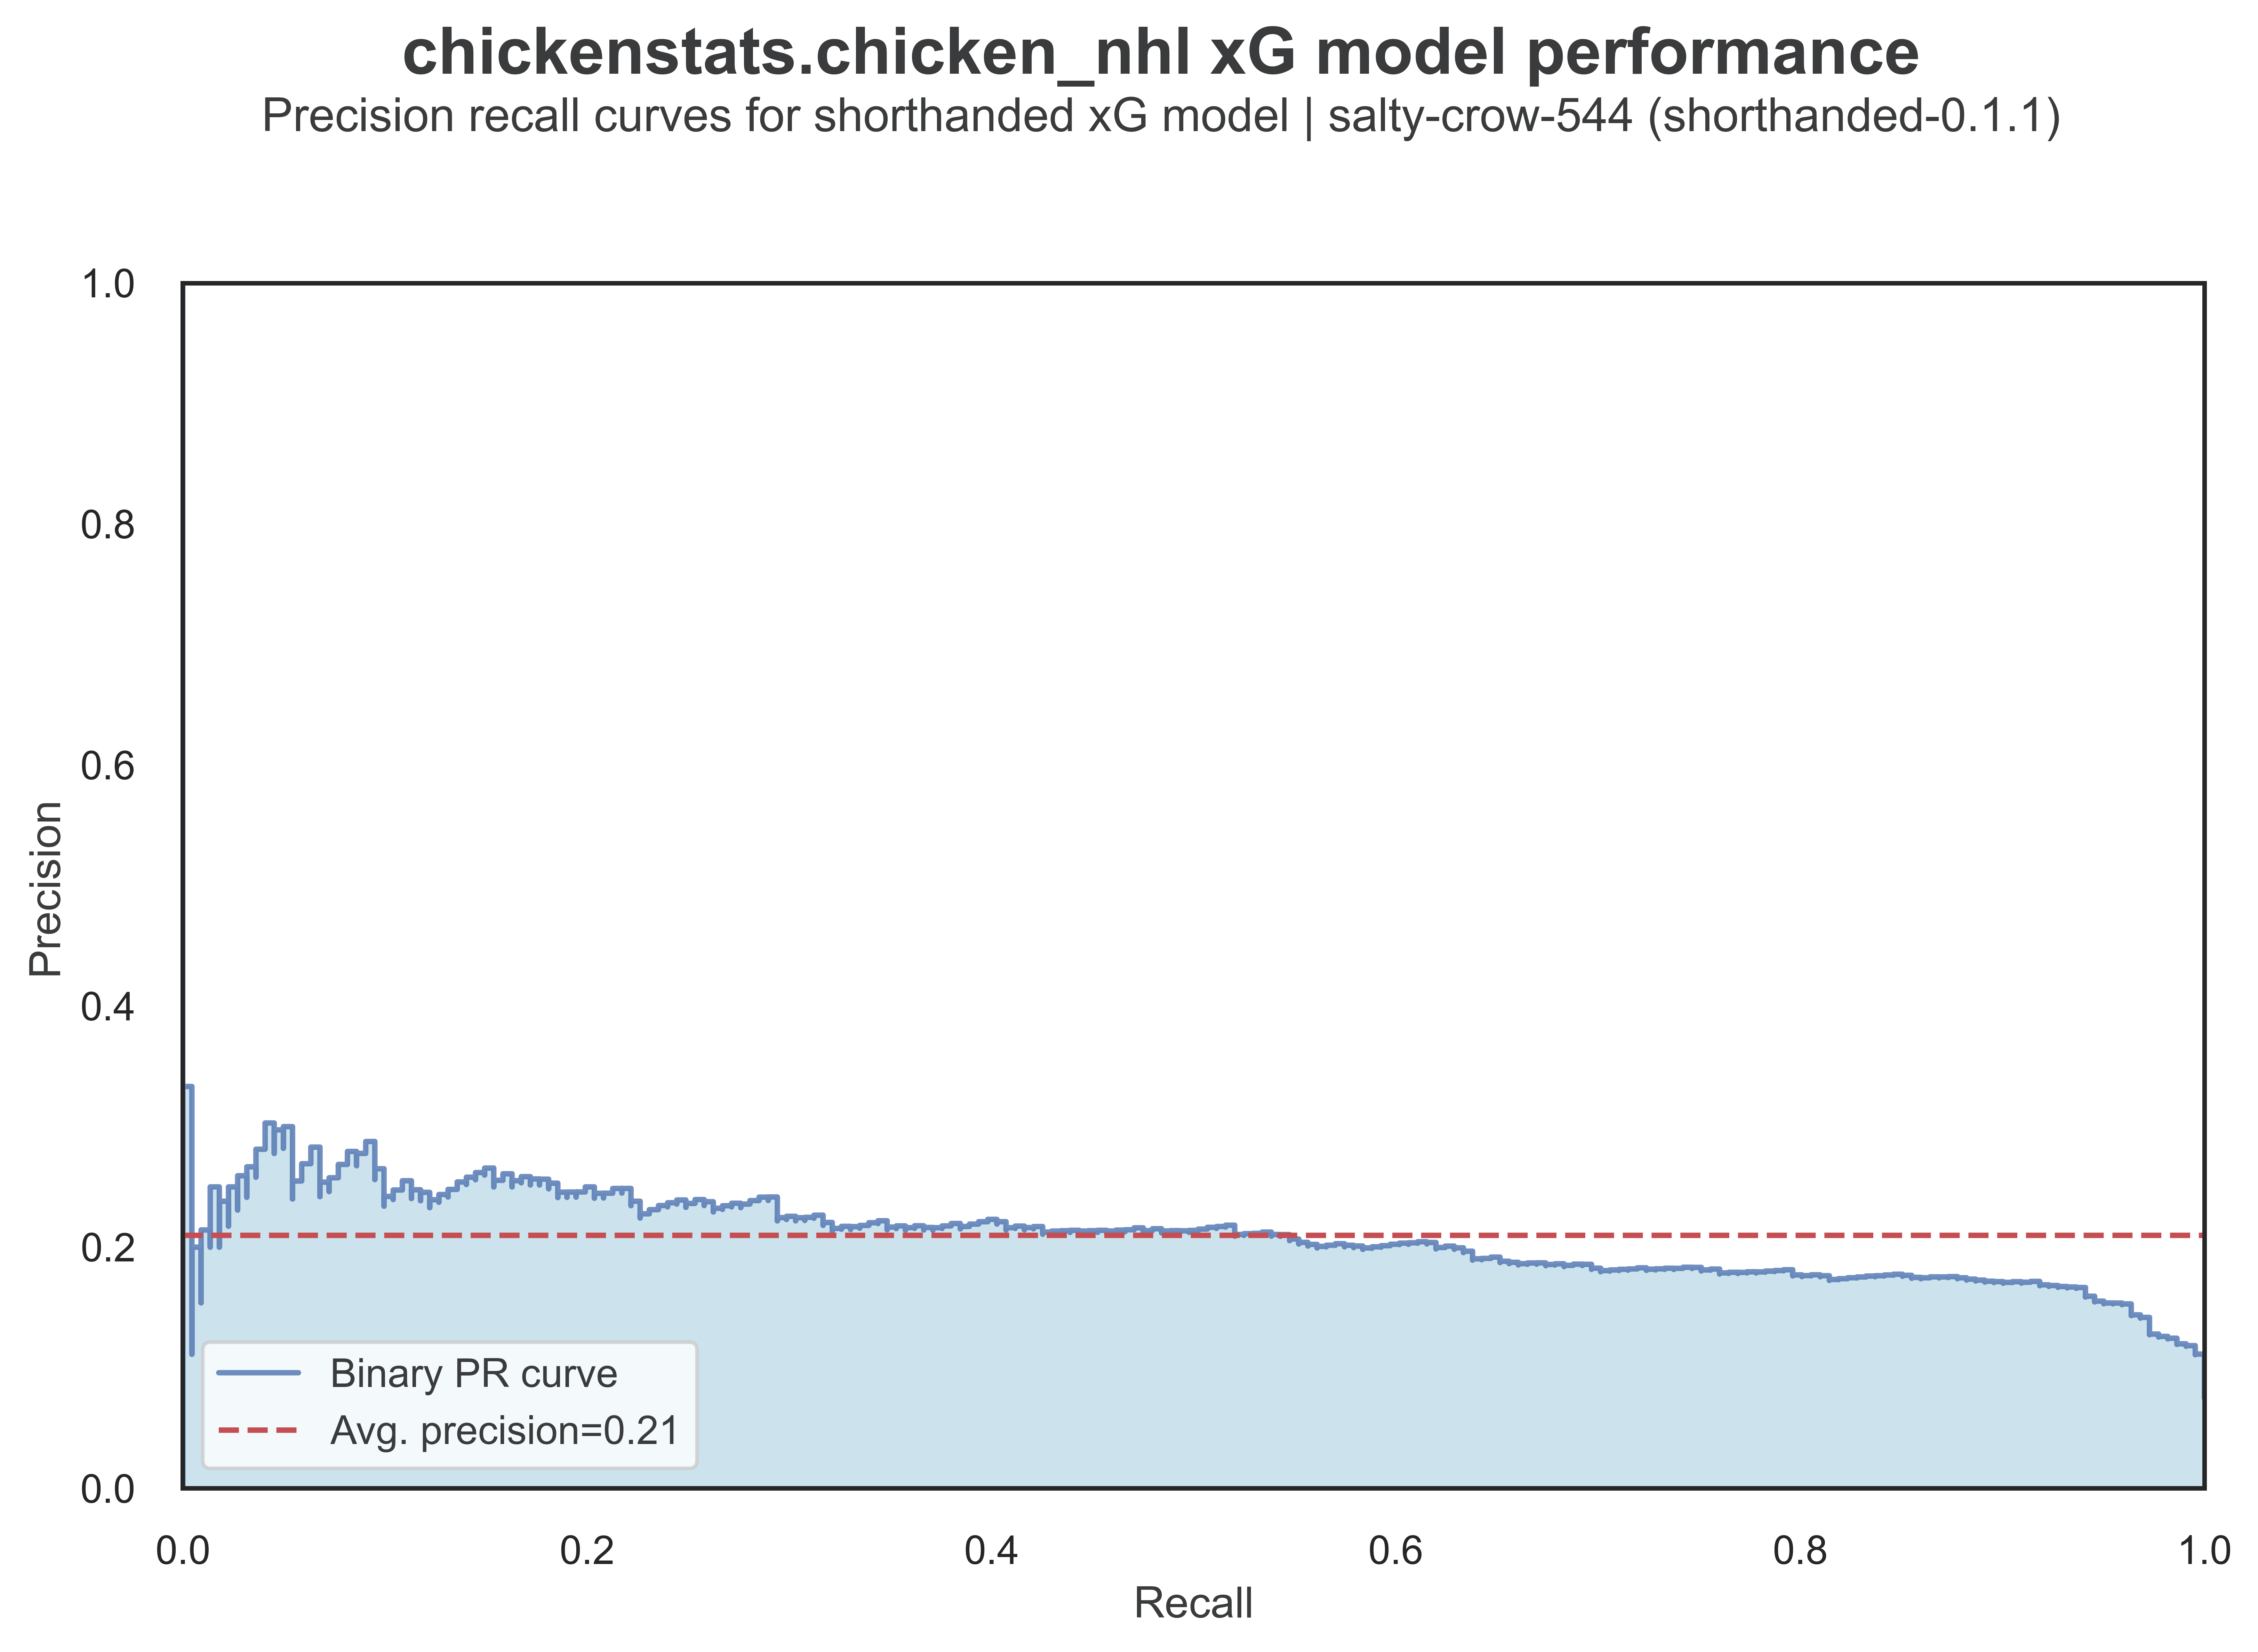 chickenstats.chicken_nhl xG model performance
Precision recall curves for shorthanded xG model | salty-crow-544 (shorthanded-0.1.1)
1.0
0.8
0.6
0.4
0.2
0.0
Precision
Binary PR curve
Avg. precision=0.21
0.0 0.2 0.4 0.6 0.8 1.0
Recall